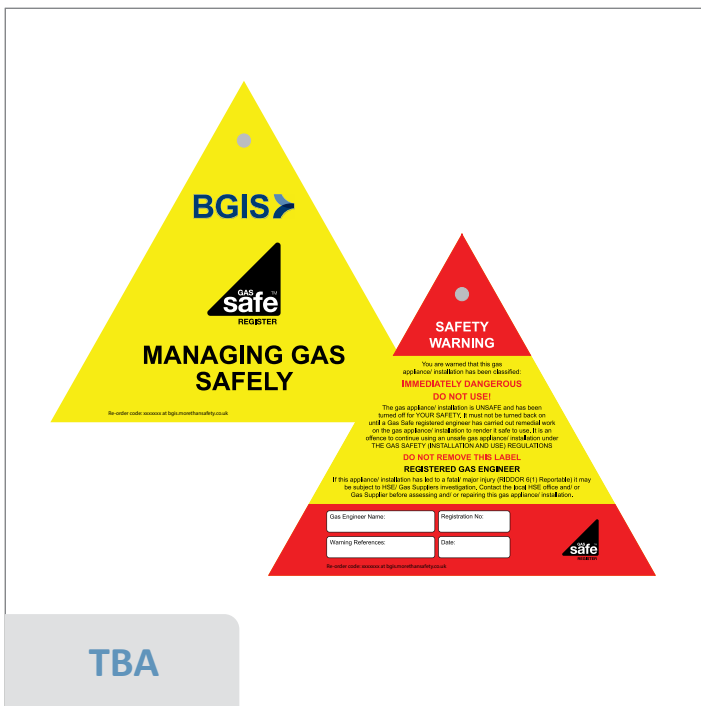 BGIS
GAS
safe™
REGISTER
MANAGING GAS
SAFELY
Re-order code: xxxxxxx at bgis.morethansafety.co.uk
SAFETY
WARNING
You are warned that this gas
appliance/ installation has been classified:
IMMEDIATELY DANGEROUS
DO NOT USE!
The gas appliance/ installation is UNSAFE and has been
turned off for YOUR SAFETY. It must not be turned back on
until a Gas Safe registered engineer has carried out remedial work
on the gas appliance/ installation to render it safe to use. It is an
offence to continue using an unsafe gas appliance/ installation under
THE GAS SAFETY (INSTALLATION AND USE) REGULATIONS
DO NOT REMOVE THIS LABEL
REGISTERED GAS ENGINEER
If this appliance/ installation has led to a fatal/ major injury (RIDDOR 6(1) Reportable) it may
be subject to HSE/ Gas Suppliers investigation, Contact the local HSE office and/ or
Gas Supplier before assessing and/ or repairing this gas appliance/ installation.
Gas Engineer Name:
Registration No:
Warning References:
Date:
GAS
safe
REGISTER
Re-order code: xxxxxxx at bgis.morethansafety.co.uk
TBA